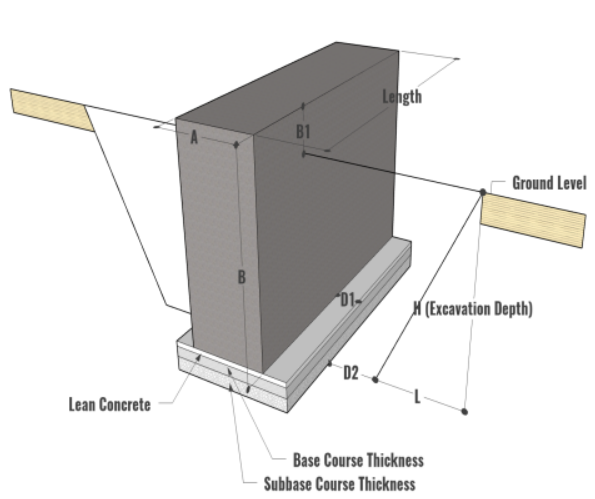 Length
A
B1
Ground Level
B
D1
H (Excavation Depth)
D2
L
Lean Concrete
Base Course Thickness
Subbase Course Thickness